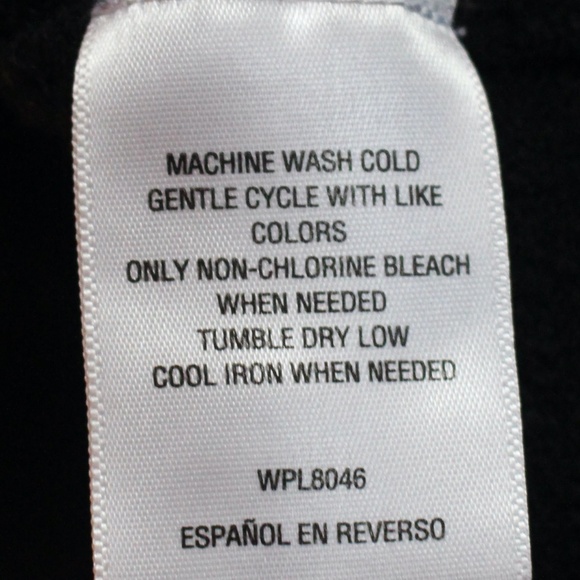 MACHINE WASH COLD
GENTLE CYCLE WITH LIKE
COLORS
ONLY NON-CHLORINE BLEACH
WHEN NEEDED
TUMBLE DRY LOW
COOL IRON WHEN NEEDED
WPL8046
ESPAÑOL EN REVERSO